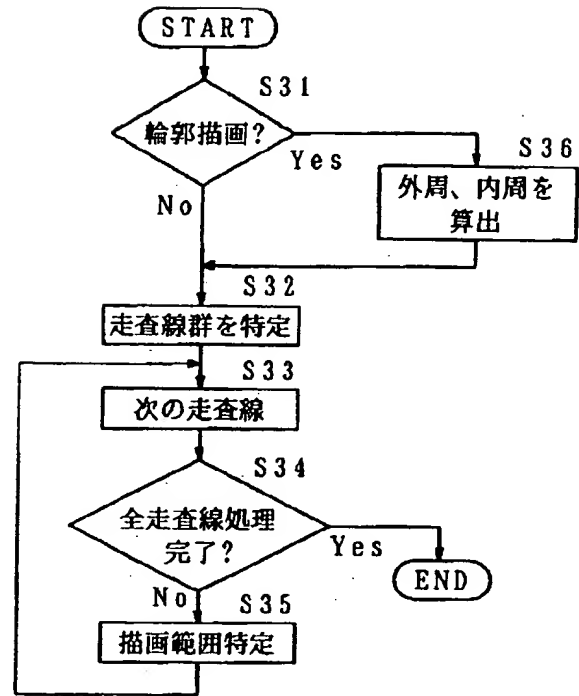 START
S31
輪郭描画?
Yes
S36
外周、内周を
算出
No
S32
走査線群を特定
S33
次の走査線
S34
全走査線処理
完了?
Yes
END
No
S35
描画範囲特定